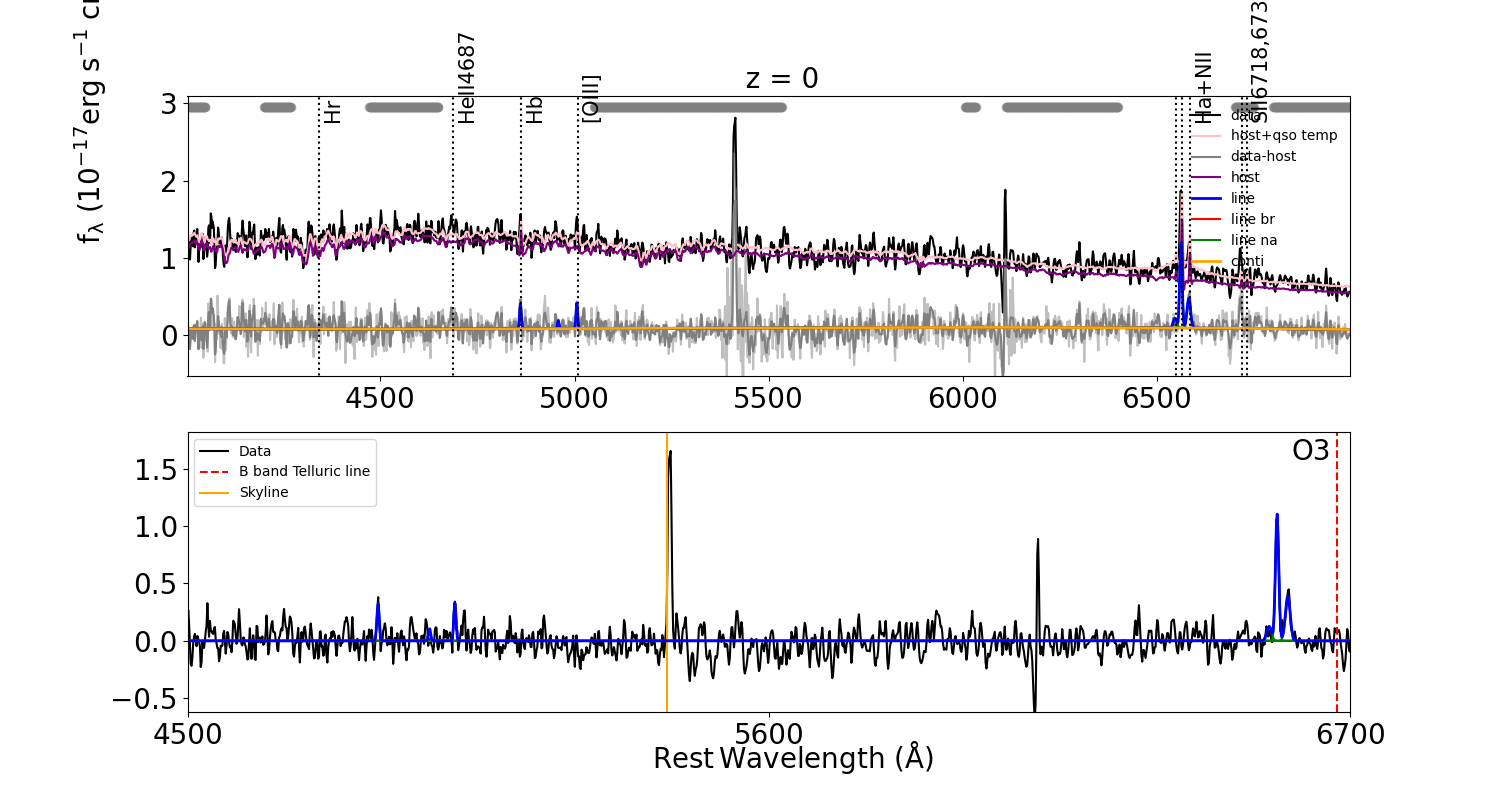 z = 0
f_λ (10^−17 erg s^−1
Hr
HeII4687
Hb
[OIII]
Ha+NII
SII6718,673
data
host+qso temp
data-host
host
line
line br
line na
conti
3
2
1
0
4500 5000 5500 6000 6500
O3
Data
B band Telluric line
Skyline
1.5
1.0
0.5
0.0
−0.5
4500 5600 6700
Rest Wavelength (Å)